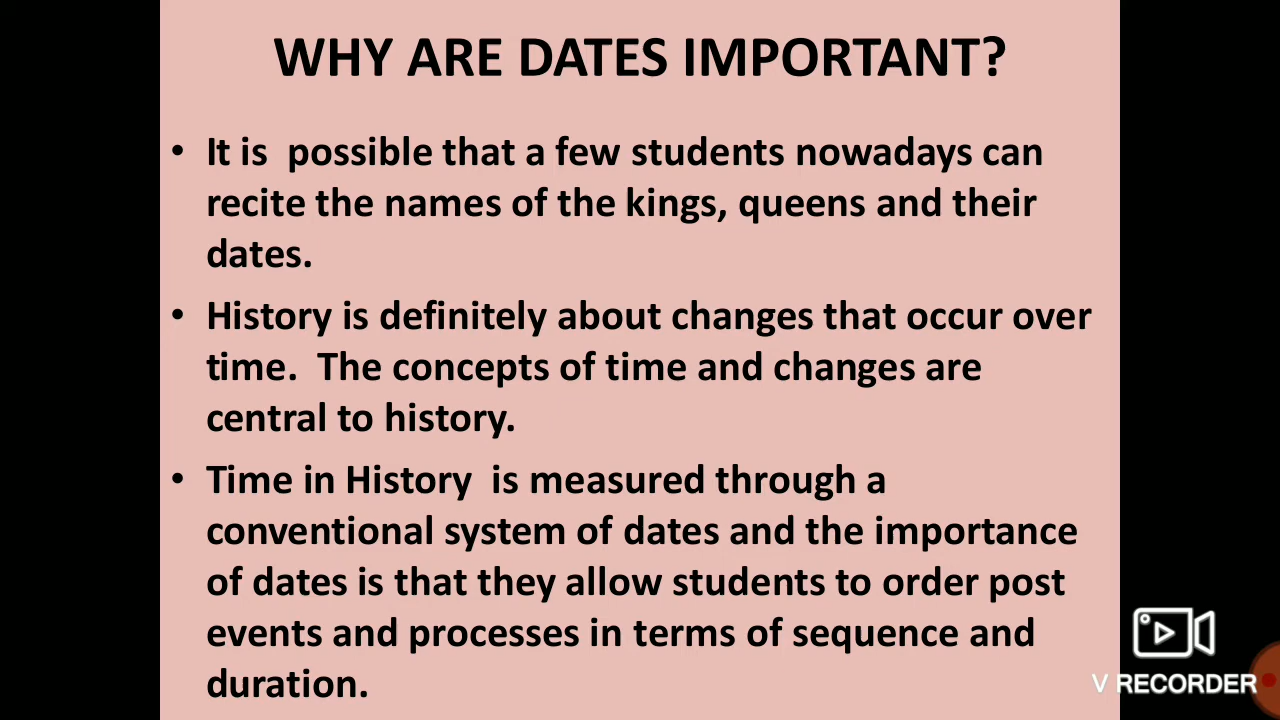 WHY ARE DATES IMPORTANT?
• It is  possible that a few students nowadays can
recite the names of the kings, queens and their
dates.
• History is definitely about changes that occur over
time.  The concepts of time and changes are
central to history.
• Time in History  is measured through a
conventional system of dates and the importance
of dates is that they allow students to order post
events and processes in terms of sequence and
duration.
V RECORDER